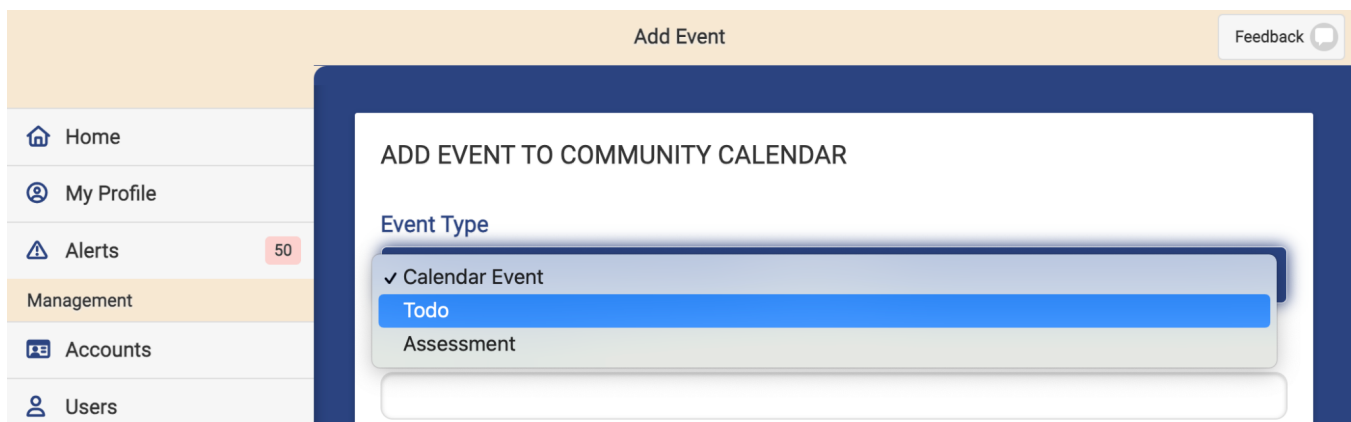 Add Event
Feedback
Home
My Profile
Alerts
50
Management
Accounts
Users
ADD EVENT TO COMMUNITY CALENDAR
Event Type
✓ Calendar Event
Todo
Assessment